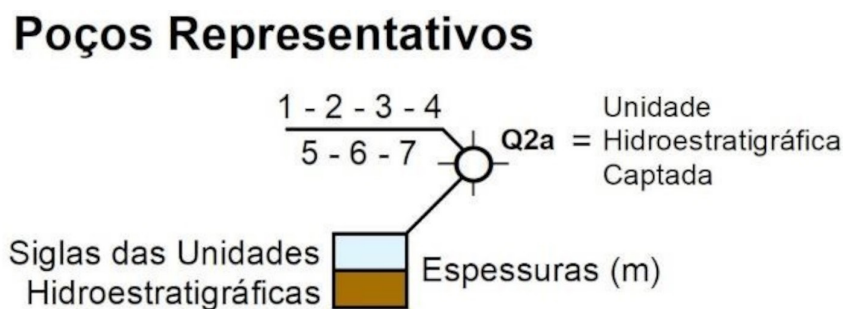 Poços Representativos
1 - 2 - 3 - 4
5 - 6 - 7
Q2a = Unidade
Hidroestratigráfica
Captada
Siglas das Unidades
Hidroestratigráficas
Espessuras (m)